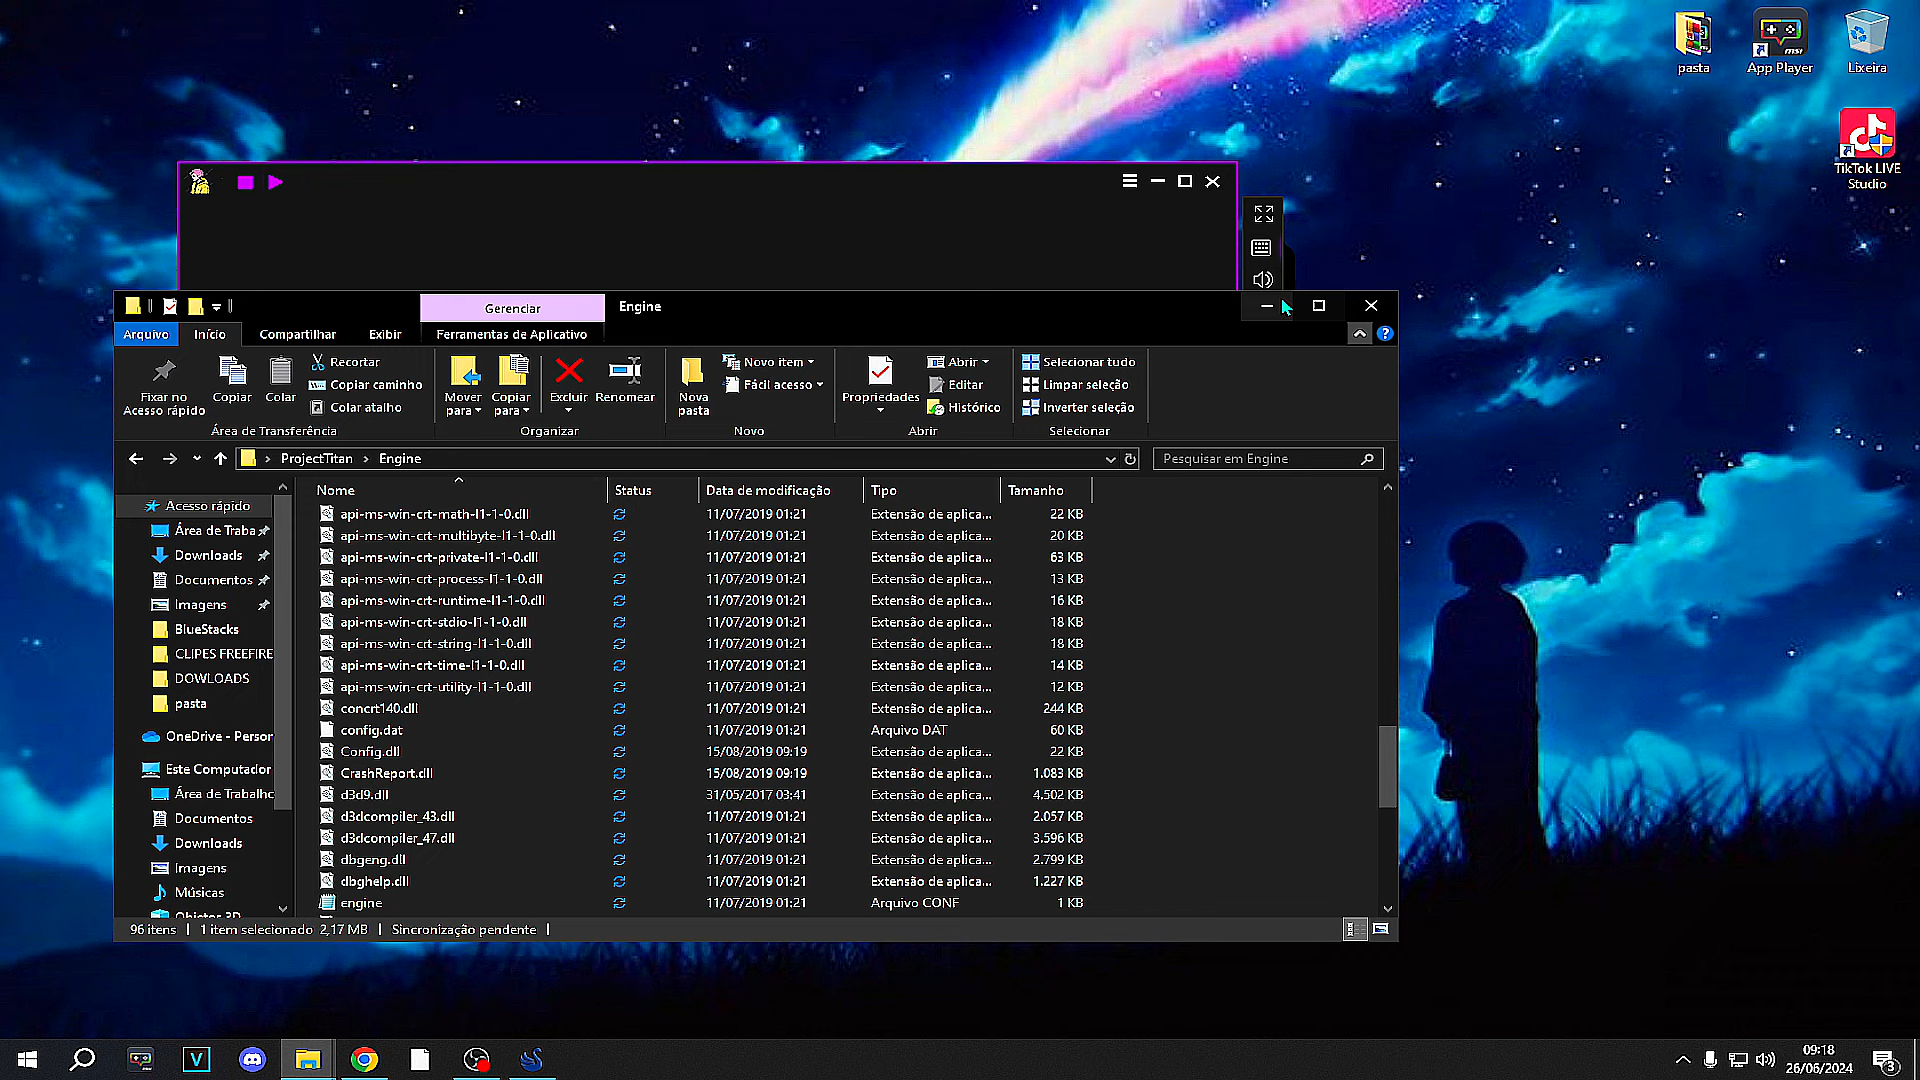 pasta
App Player
Lixeira
TikTok LIVE
Studio
Gerenciar
Engine
Arquivo
Início
Compartilhar
Exibir
Ferramentas de Aplicativo
Fixar no
Acesso rápido
Copiar
Colar
Recortar
Copiar caminho
Colar atalho
Área de Transferência
Mover
para
Copiar
para
Excluir
Renomear
Organizar
Nova
pasta
Novo item
Fácil acesso
Novo
Propriedades
Abrir
Editar
Histórico
Abrir
Selecionar tudo
Limpar seleção
Inverter seleção
Selecionar
ProjectTitan > Engine
Pesquisar em Engine
Acesso rápido
Área de Traba
Downloads
Documentos
Imagens
BlueStacks
CLIPES FREEFIRE
DOWLOADS
pasta
OneDrive - Person
Este Computador
Área de Trabalho
Documentos
Downloads
Imagens
Músicas
Objetos 3D
Nome Status Data de modificação Tipo Tamanho
api-ms-win-crt-math-l1-1-0.dll 11/07/2019 01:21 Extensão de aplica... 22 KB
api-ms-win-crt-multibyte-l1-1-0.dll 11/07/2019 01:21 Extensão de aplica... 20 KB
api-ms-win-crt-private-l1-1-0.dll 11/07/2019 01:21 Extensão de aplica... 63 KB
api-ms-win-crt-process-l1-1-0.dll 11/07/2019 01:21 Extensão de aplica... 13 KB
api-ms-win-crt-runtime-l1-1-0.dll 11/07/2019 01:21 Extensão de aplica... 16 KB
api-ms-win-crt-stdio-l1-1-0.dll 11/07/2019 01:21 Extensão de aplica... 18 KB
api-ms-win-crt-string-l1-1-0.dll 11/07/2019 01:21 Extensão de aplica... 18 KB
api-ms-win-crt-time-l1-1-0.dll 11/07/2019 01:21 Extensão de aplica... 14 KB
api-ms-win-crt-utility-l1-1-0.dll 11/07/2019 01:21 Extensão de aplica... 12 KB
concrt140.dll 11/07/2019 01:21 Extensão de aplica... 244 KB
config.dat 11/07/2019 01:21 Arquivo DAT 60 KB
Config.dll 15/08/2019 09:19 Extensão de aplica... 22 KB
CrashReport.dll 15/08/2019 09:19 Extensão de aplica... 1.083 KB
d3d9.dll 31/05/2017 03:41 Extensão de aplica... 4.502 KB
d3dcompiler_43.dll 11/07/2019 01:21 Extensão de aplica... 2.057 KB
d3dcompiler_47.dll 11/07/2019 01:21 Extensão de aplica... 3.596 KB
dbgeng.dll 11/07/2019 01:21 Extensão de aplica... 2.799 KB
dbghelp.dll 11/07/2019 01:21 Extensão de aplica... 1.227 KB
engine 11/07/2019 01:21 Arquivo CONF 1 KB
96 itens 1 item selecionado 2,17 MB Sincronização pendente
09:18
26/06/2024
3